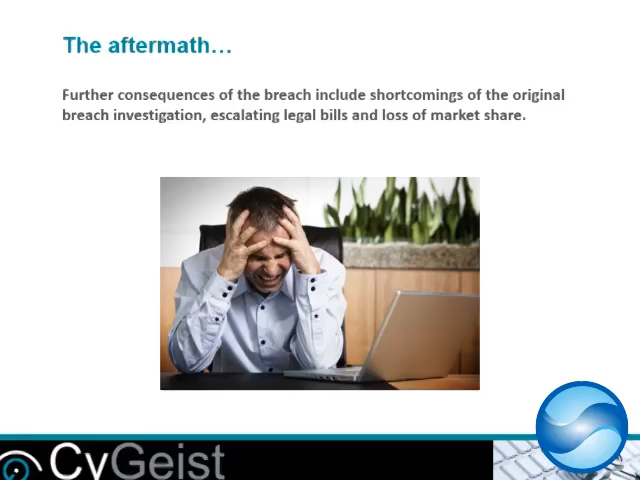 The aftermath…
Further consequences of the breach include shortcomings of the original
breach investigation, escalating legal bills and loss of market share.
CyGeist